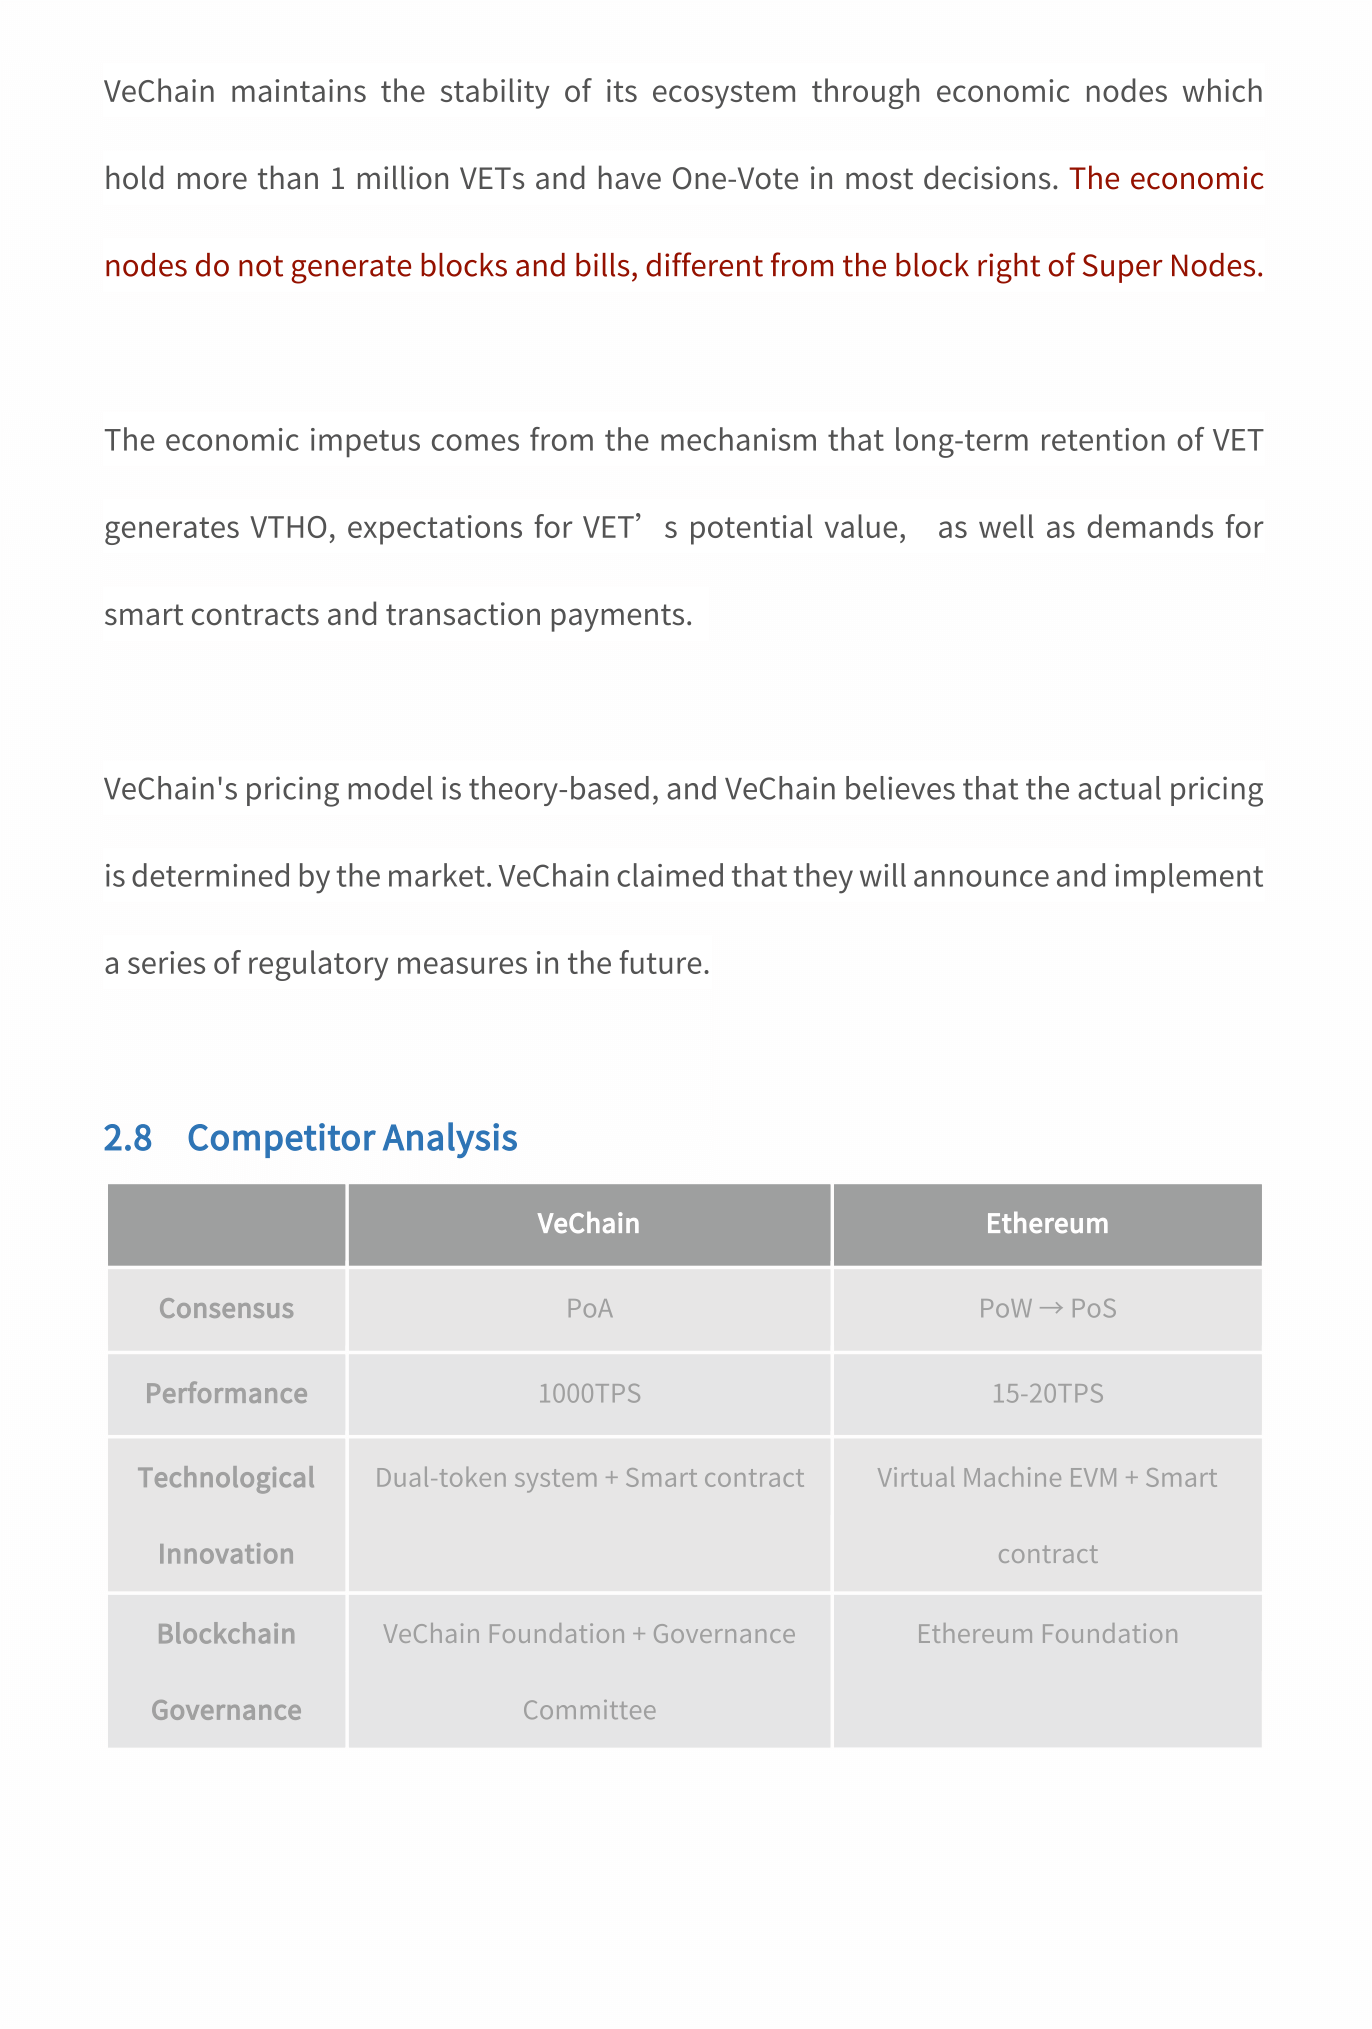 VeChain maintains the stability of its ecosystem through economic nodes which
hold more than 1 million VETs and have One-Vote in most decisions. The economic
nodes do not generate blocks and bills, different from the block right of Super Nodes.
The economic impetus comes from the mechanism that long-term retention of VET
generates VTHO, expectations for VET’s potential value, as well as demands for
smart contracts and transaction payments.
VeChain's pricing model is theory-based, and VeChain believes that the actual pricing
is determined by the market. VeChain claimed that they will announce and implement
a series of regulatory measures in the future.
2.8 Competitor Analysis
VeChain Ethereum
Consensus PoA PoW → PoS
Performance 1000TPS 15-20TPS
Technological Dual-token system + Smart contract Virtual Machine EVM + Smart
Innovation contract
Blockchain VeChain Foundation + Governance Ethereum Foundation
Governance Committee